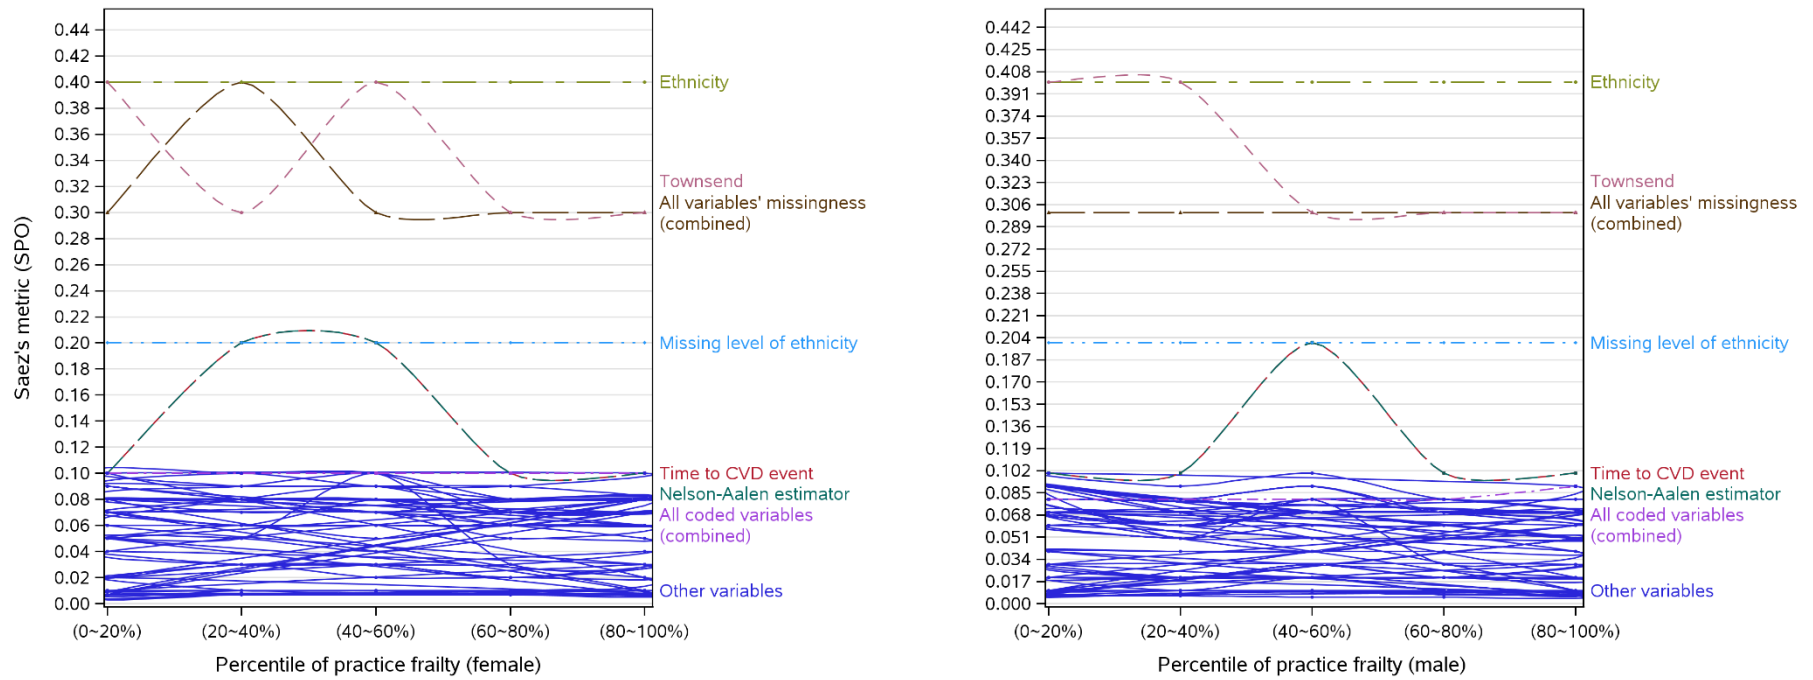 Saez's metric (SPO)
0.44
0.42
0.40
0.38
0.36
0.34
0.32
0.30
0.28
0.26
0.24
0.22
0.20
0.18
0.16
0.14
0.12
0.10
0.08
0.06
0.04
0.02
0.00
Ethnicity
Townsend
All variables' missingness
(combined)
Missing level of ethnicity
Time to CVD event
Nelson-Aalen estimator
All coded variables
(combined)
Other variables
(0~20%) (20~40%) (40~60%) (60~80%) (80~100%)
Percentile of practice frailty (female)
0.442
0.425
0.408
0.391
0.374
0.357
0.340
0.323
0.306
0.289
0.272
0.255
0.238
0.221
0.204
0.187
0.170
0.153
0.136
0.119
0.102
0.085
0.068
0.051
0.034
0.017
0.000
Ethnicity
Townsend
All variables' missingness
(combined)
Missing level of ethnicity
Time to CVD event
Nelson-Aalen estimator
All coded variables
(combined)
Other variables
(0~20%) (20~40%) (40~60%) (60~80%) (80~100%)
Percentile of practice frailty (male)